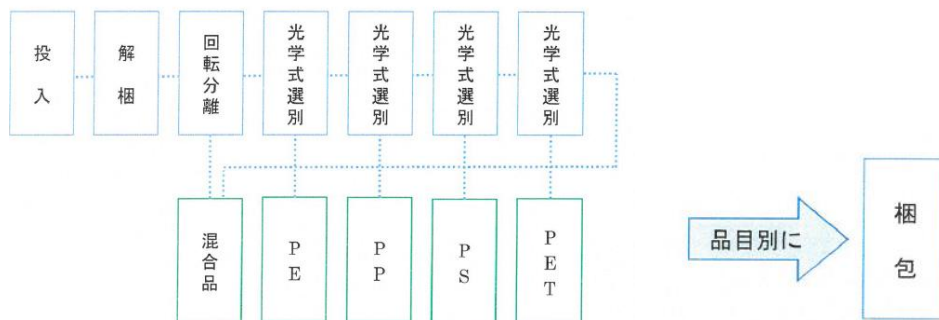 投入
解梱
回転分離
光学式選別
光学式選別
光学式選別
光学式選別
混合品
PE
PP
PS
PET
品目別に
梱包